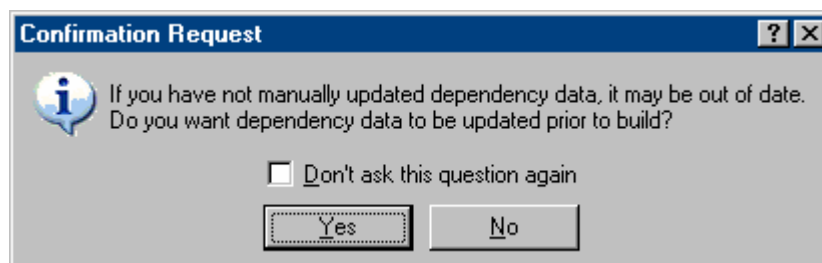 Confirmation Request
If you have not manually updated dependency data, it may be out of date.
Do you want dependency data to be updated prior to build?
Don't ask this question again
Yes
No